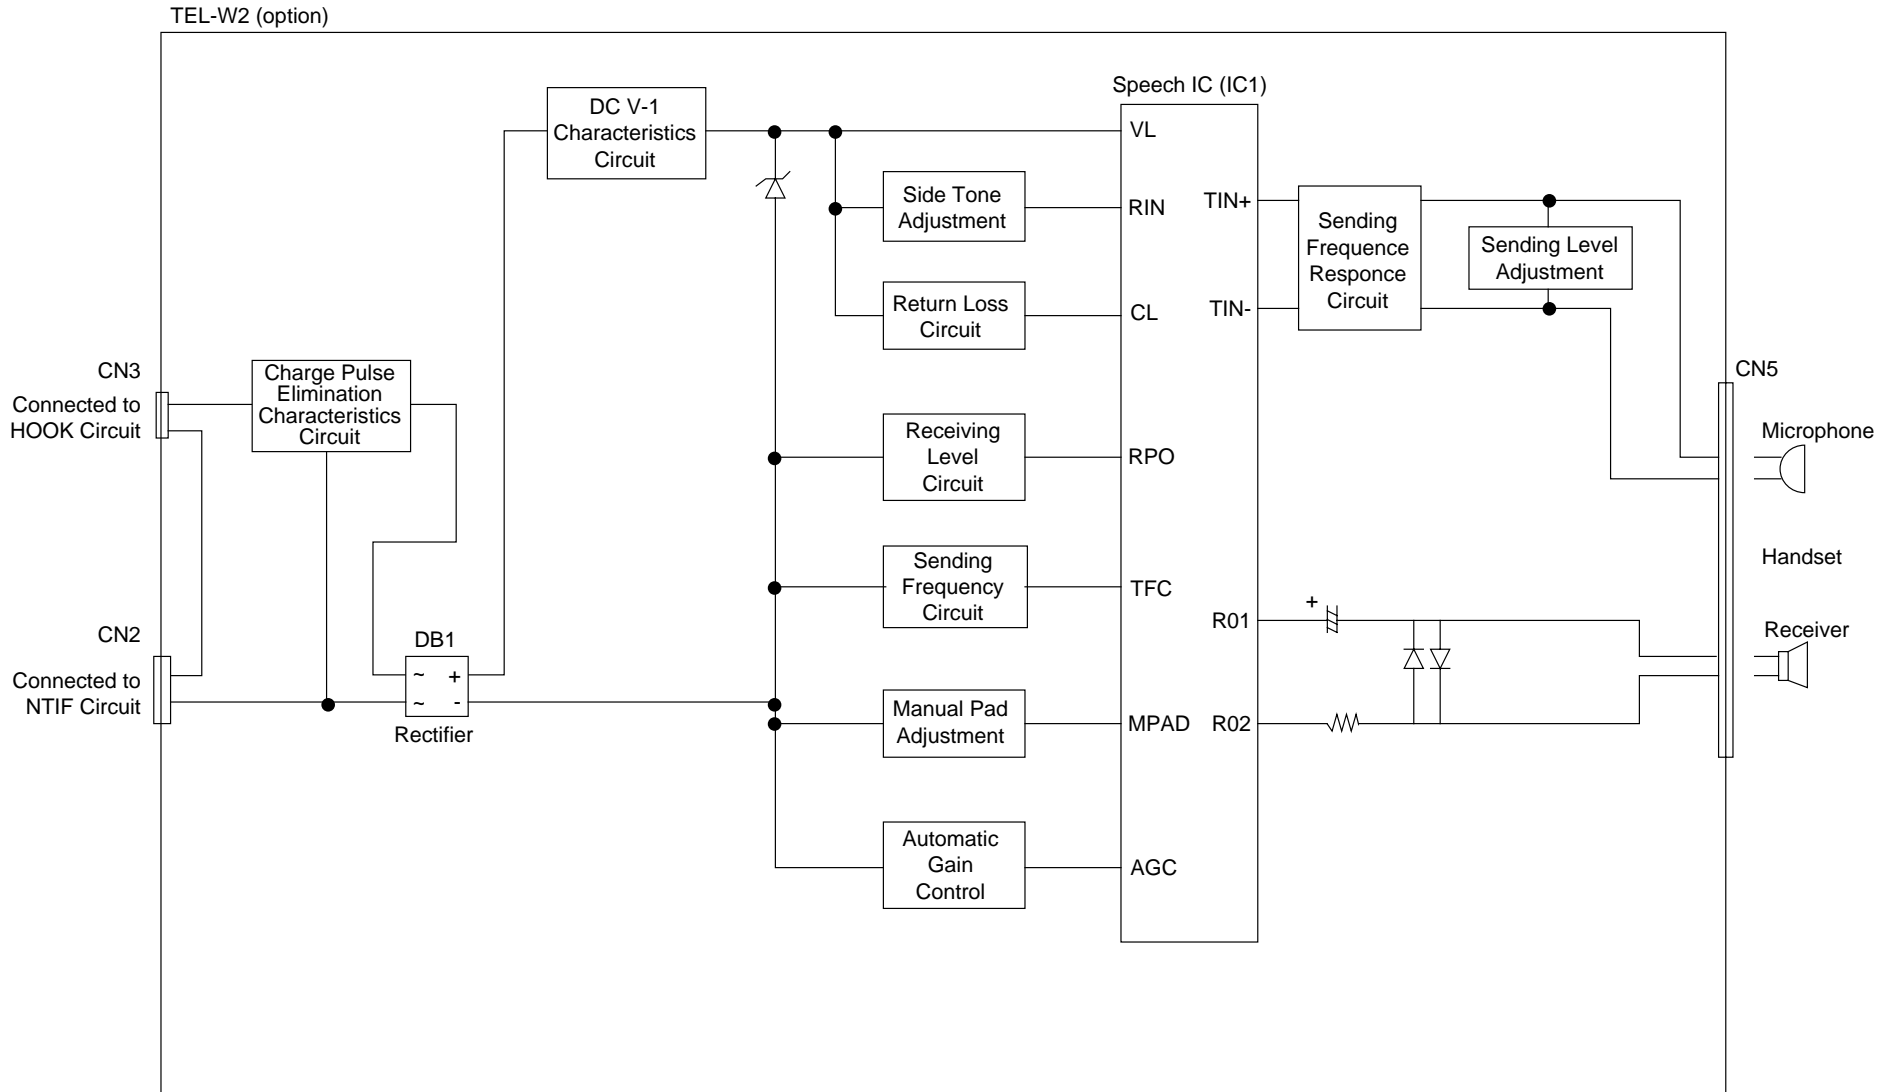 TEL-W2 (option)
Speech IC (IC1)
DC V-1
Characteristics
Circuit
VL
Side Tone
Adjustment
RIN
TIN+
Sending
Frequence
Responce
Circuit
Sending Level
Adjustment
Return Loss
Circuit
CL
TIN-
CN3
Connected to
HOOK Circuit
Charge Pulse
Elimination
Characteristics
Circuit
CN5
Microphone
Receiving
Level
Circuit
RPO
Handset
Sending
Frequency
Circuit
TFC
R01
+
Receiver
CN2
Connected to
NTIF Circuit
DB1
~ +
~ -
Rectifier
Manual Pad
Adjustment
MPAD
R02
Automatic
Gain
Control
AGC